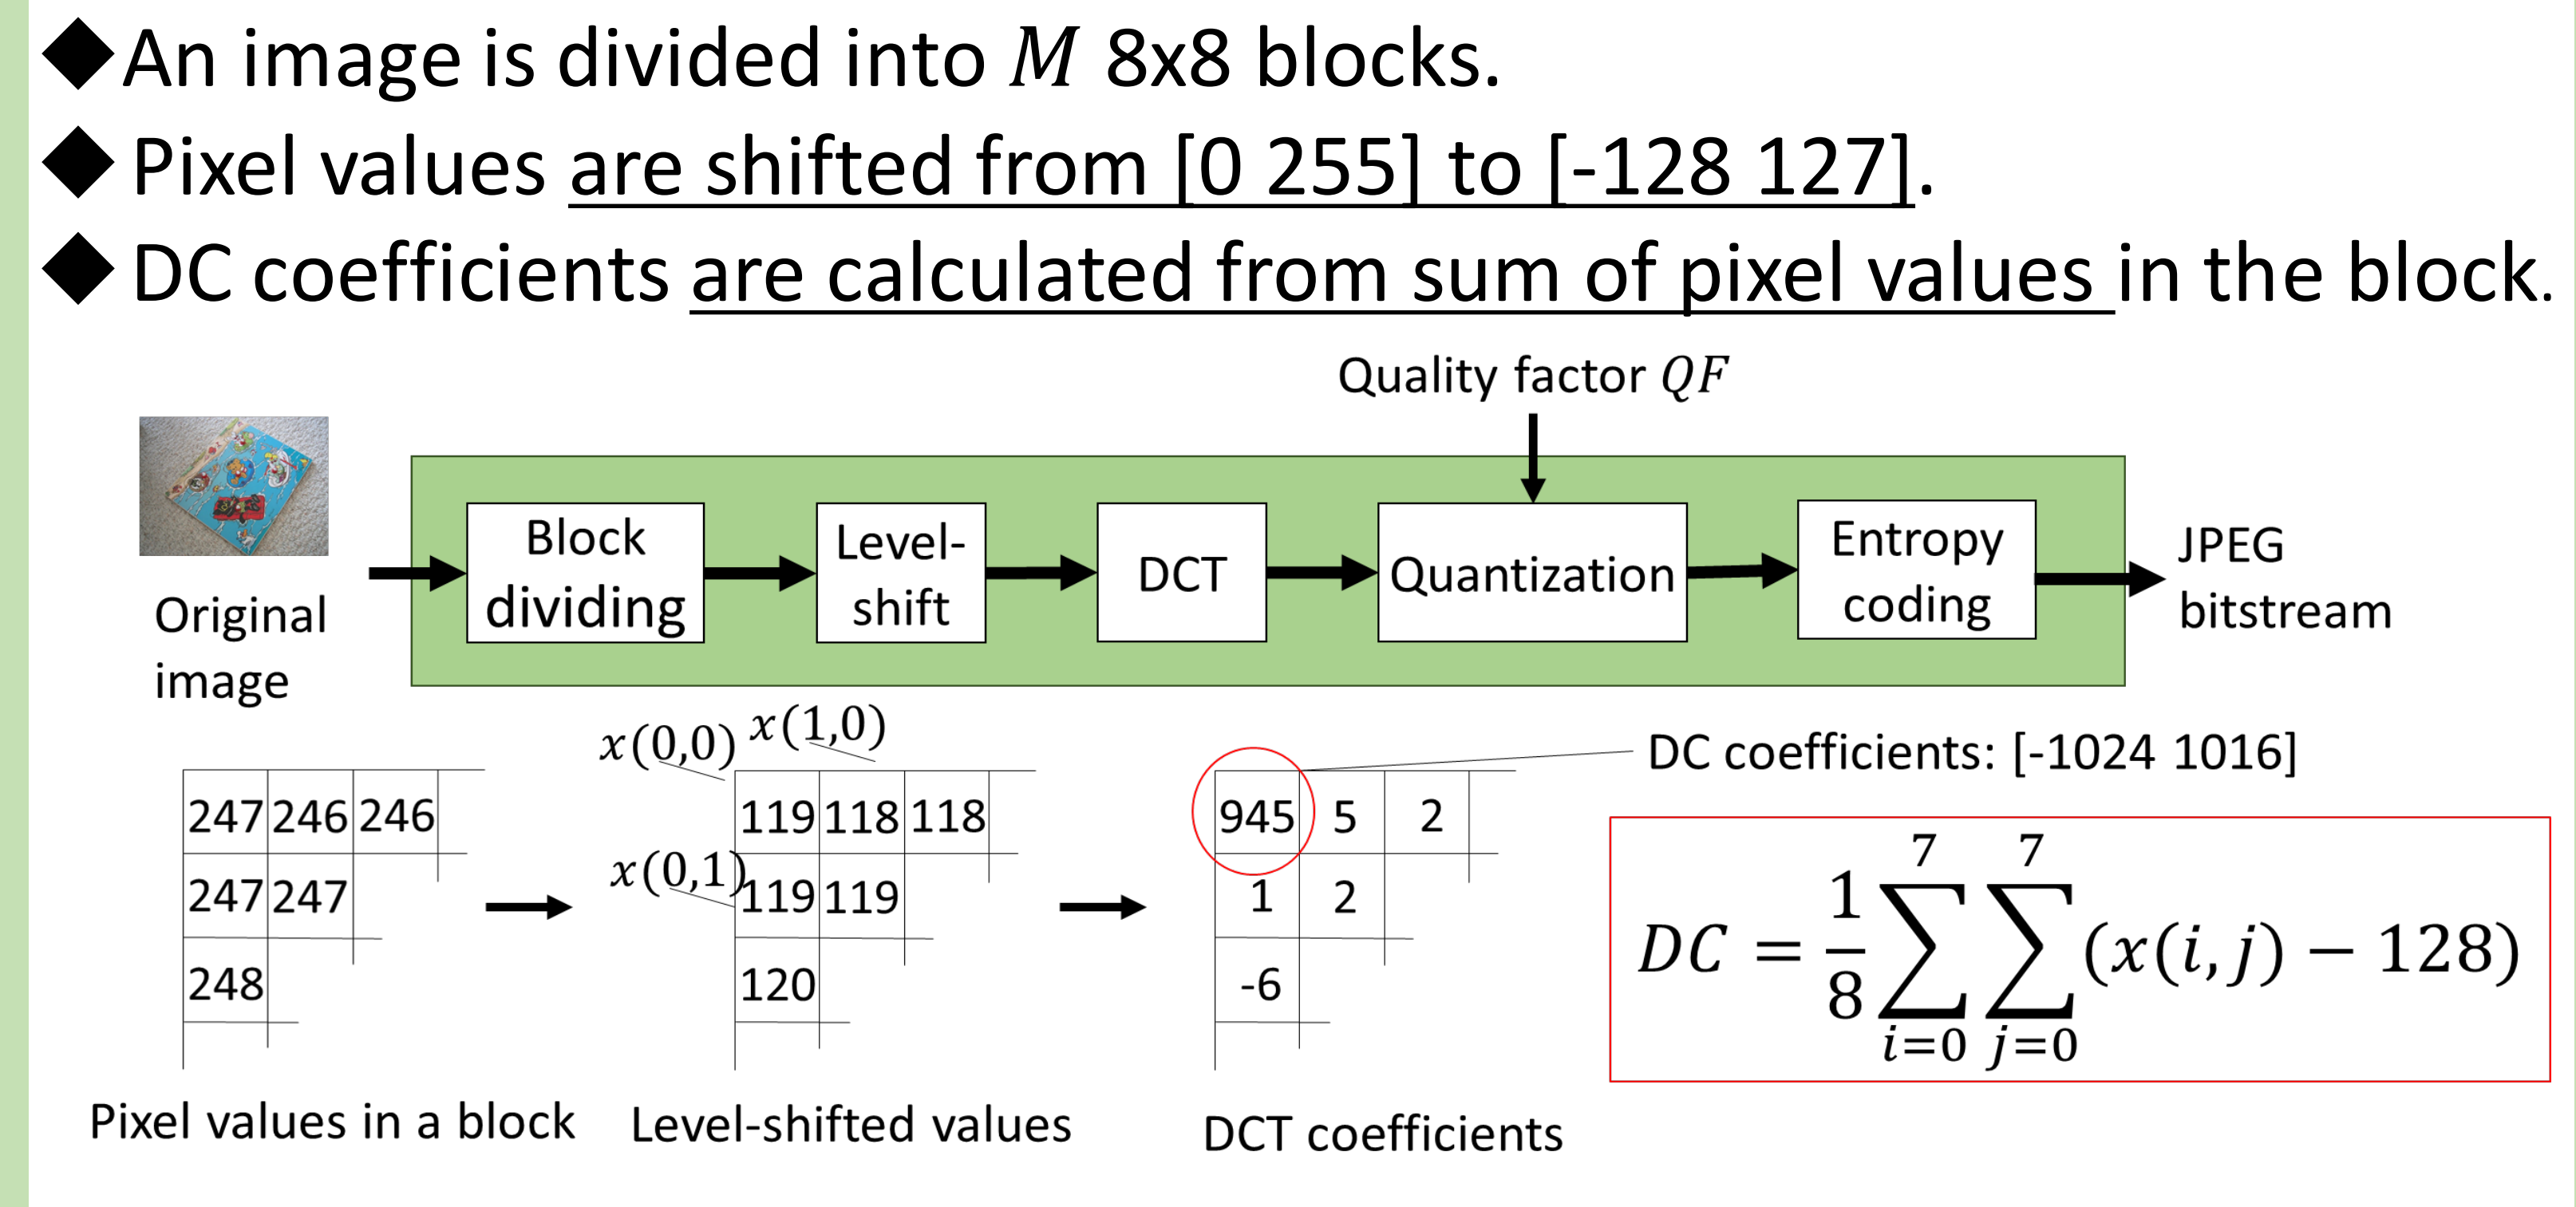 ◆An image is divided into M 8x8 blocks.
◆Pixel values are shifted from [0 255] to [-128 127].
◆DC coefficients are calculated from sum of pixel values in the block.
Quality factor QF
Original
image
Block
dividing
Level-
shift
DCT
Quantization
Entropy
coding
JPEG
bitstream
x(0,0) x(1,0)
x(0,1)
247 246 246
247 247
248
Pixel values in a block
119 118 118
119 119
120
Level-shifted values
945 5 2
1 2
-6
DCT coefficients
DC coefficients: [-1024 1016]
DC = \frac{1}{8} \sum_{i=0}^{7} \sum_{j=0}^{7} (x(i,j) − 128)